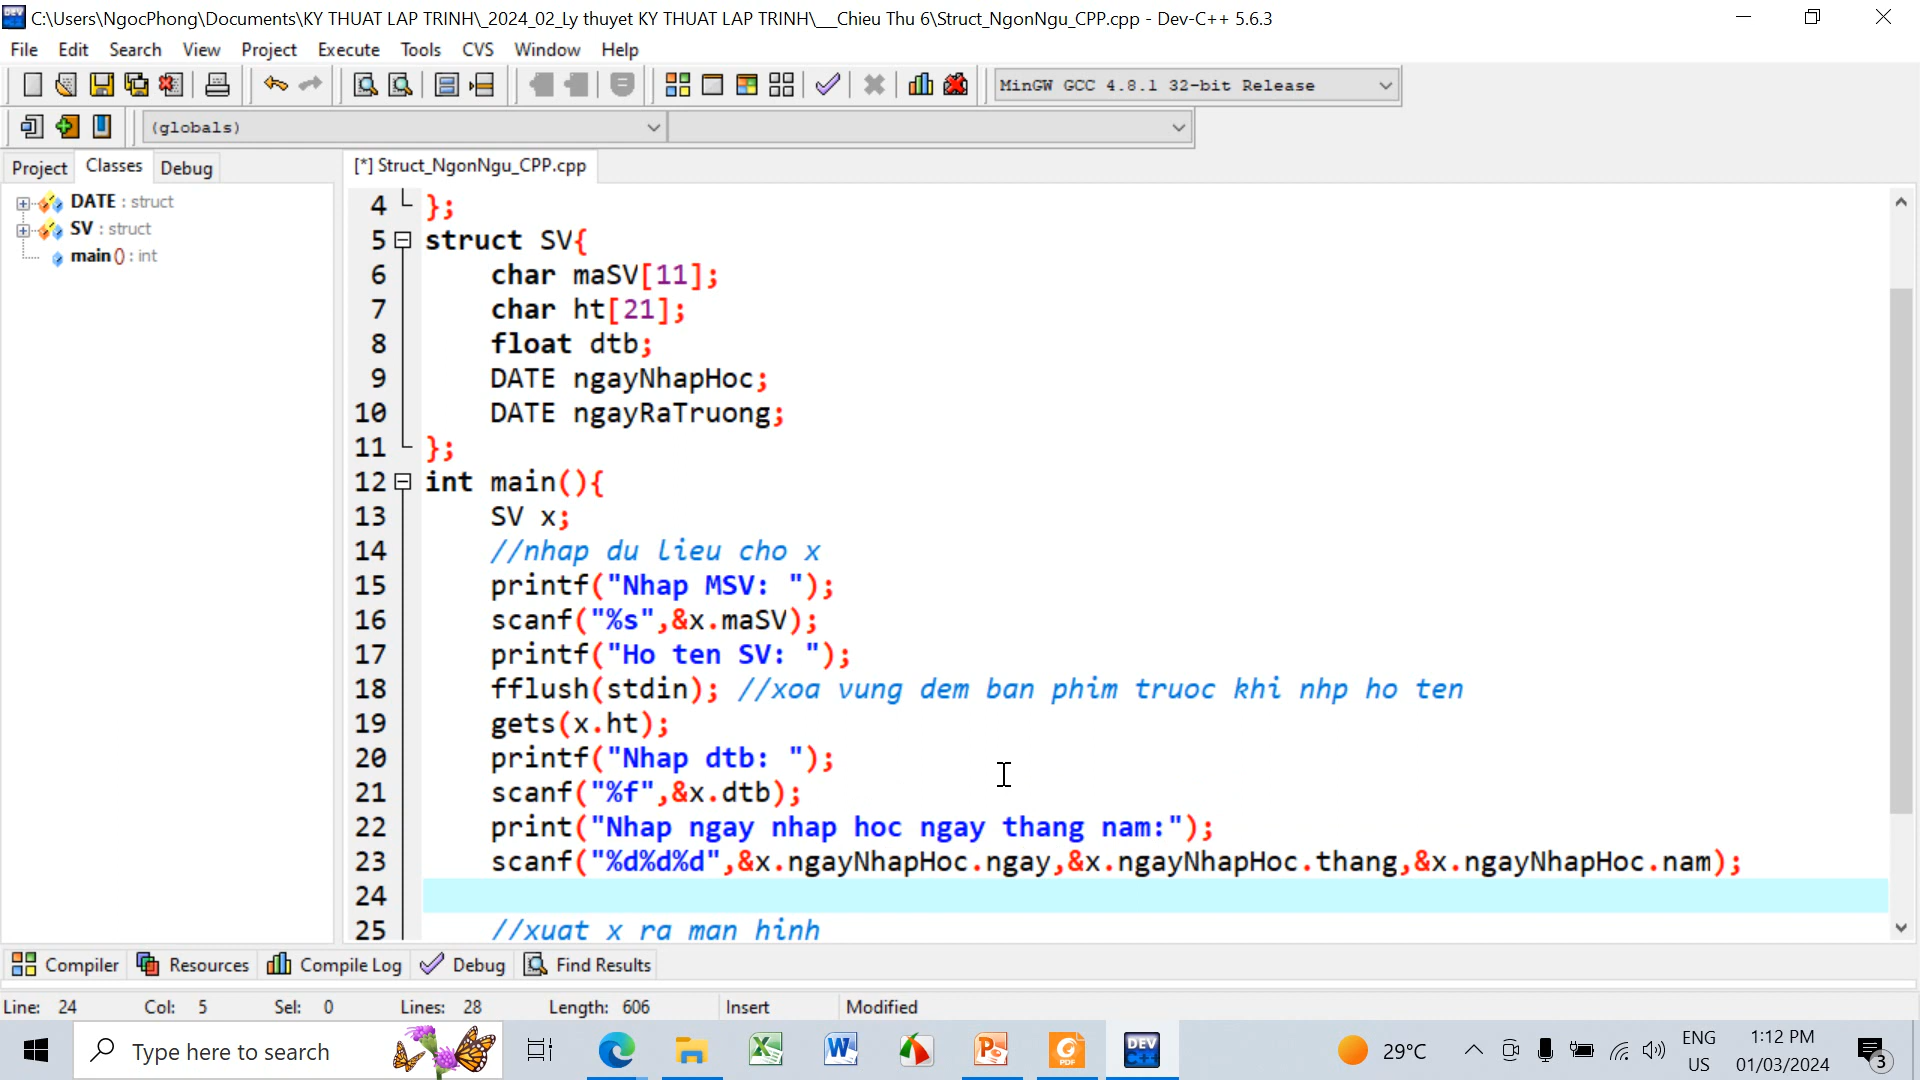 C:\Users\NgocPhong\Documents\KY THUAT LAP TRINH\_2024_02_Ly thuyet KY THUAT LAP TRINH\__Chieu Thu 6\Struct_NgonNgu_CPP.cpp - Dev-C++ 5.6.3
File Edit Search View Project Execute Tools CVS Window Help
MinGW GCC 4.8.1 32-bit Release
(globals)
Project Classes Debug
[*] Struct_NgonNgu_CPP.cpp
DATE : struct
SV : struct
main () : int
4 };
5 struct SV{
6 char maSV[11];
7 char ht[21];
8 float dtb;
9 DATE ngayNhapHoc;
10 DATE ngayRaTruong;
11 };
12 int main(){
13 SV x;
14 //nhap du lieu cho x
15 printf("Nhap MSV: ");
16 scanf("%s",&x.maSV);
17 printf("Ho ten SV: ");
18 fflush(stdin); //xoa vung dem ban phim truoc khi nhp ho ten
19 gets(x.ht);
20 printf("Nhap dtb: ");
21 scanf("%f",&x.dtb);
22 print("Nhap ngay nhap hoc ngay thang nam:");
23 scanf("%d%d%d",&x.ngayNhapHoc.ngay,&x.ngayNhapHoc.thang,&x.ngayNhapHoc.nam);
24
25 //xuat x ra man hinh
Compiler Resources Compile Log Debug Find Results
Line: 24 Col: 5 Sel: 0 Lines: 28 Length: 606 Insert Modified
Type here to search
DEV
29°C
ENG
US
1:12 PM
01/03/2024
3